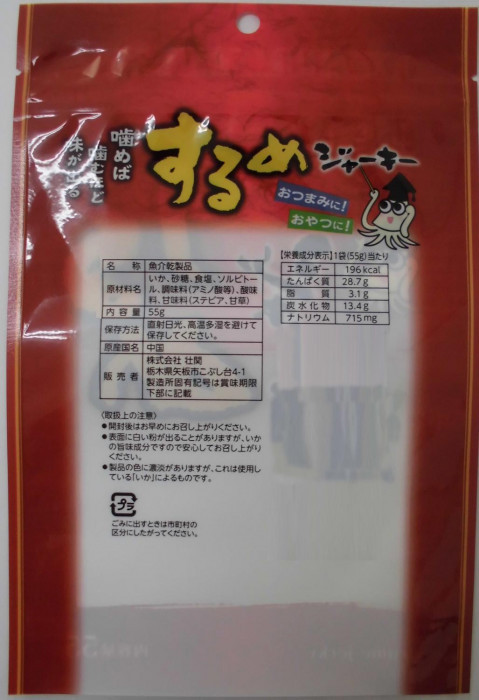 噛めば
噛むほど
味がでる
するめジャーキー
おつまみに!
おやつに!
名称 魚介乾製品
原材料名 いか、砂糖、食塩、ソルビトー
ル、調味料(アミノ酸等)、酸味
料、甘味料(ステビア、甘草)
内容量 55g
保存方法 直射日光、高温多湿を避けて
保存してください。
原産国名 中国
販売者 株式会社 壮関
栃木県矢板市こぶし台4-1
製造所固有記号は賞味期限
下部に記載
【栄養成分表示】1袋(55g)当たり
エネルギー 196kcal
たんぱく質 28.7g
脂質 3.1g
炭水化物 13.4g
ナトリウム 715mg
〈取扱上の注意〉
●開封後はお早めにお召し上がりください。
●表面に白い粉が出ることがありますが、いか
の旨味成分ですので安心してお召し上がり
ください。
●製品の色に濃淡がありますが、これは使用し
ている「いか」によるものです。
プラ
ごみに出すときは市町村の
区分にしたがってください。